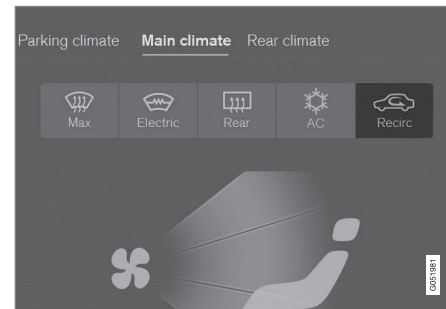 Parking climate Main climate Rear climate
Max Electric Rear AC Recirc
G051981